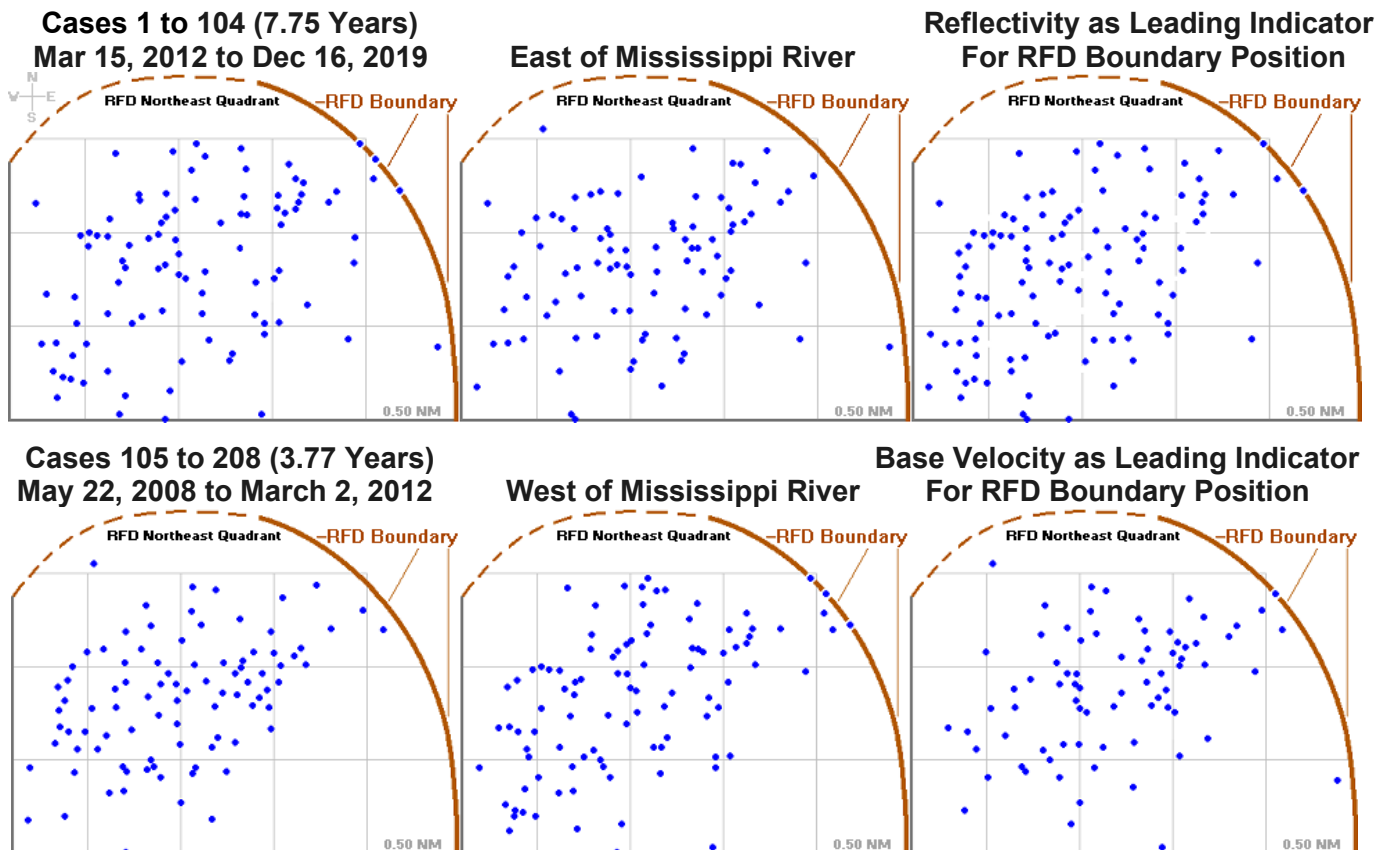 Cases 1 to 104 (7.75 Years)
Mar 15, 2012 to Dec 16, 2019
N
W E
S
RFD Northeast Quadrant
RFD Boundary
0.50 NM
East of Mississippi River
RFD Northeast Quadrant
RFD Boundary
0.50 NM
Reflectivity as Leading Indicator
For RFD Boundary Position
RFD Northeast Quadrant
RFD Boundary
0.50 NM
Cases 105 to 208 (3.77 Years)
May 22, 2008 to March 2, 2012
RFD Northeast Quadrant
RFD Boundary
0.50 NM
West of Mississippi River
RFD Northeast Quadrant
RFD Boundary
0.50 NM
Base Velocity as Leading Indicator
For RFD Boundary Position
RFD Northeast Quadrant
RFD Boundary
0.50 NM